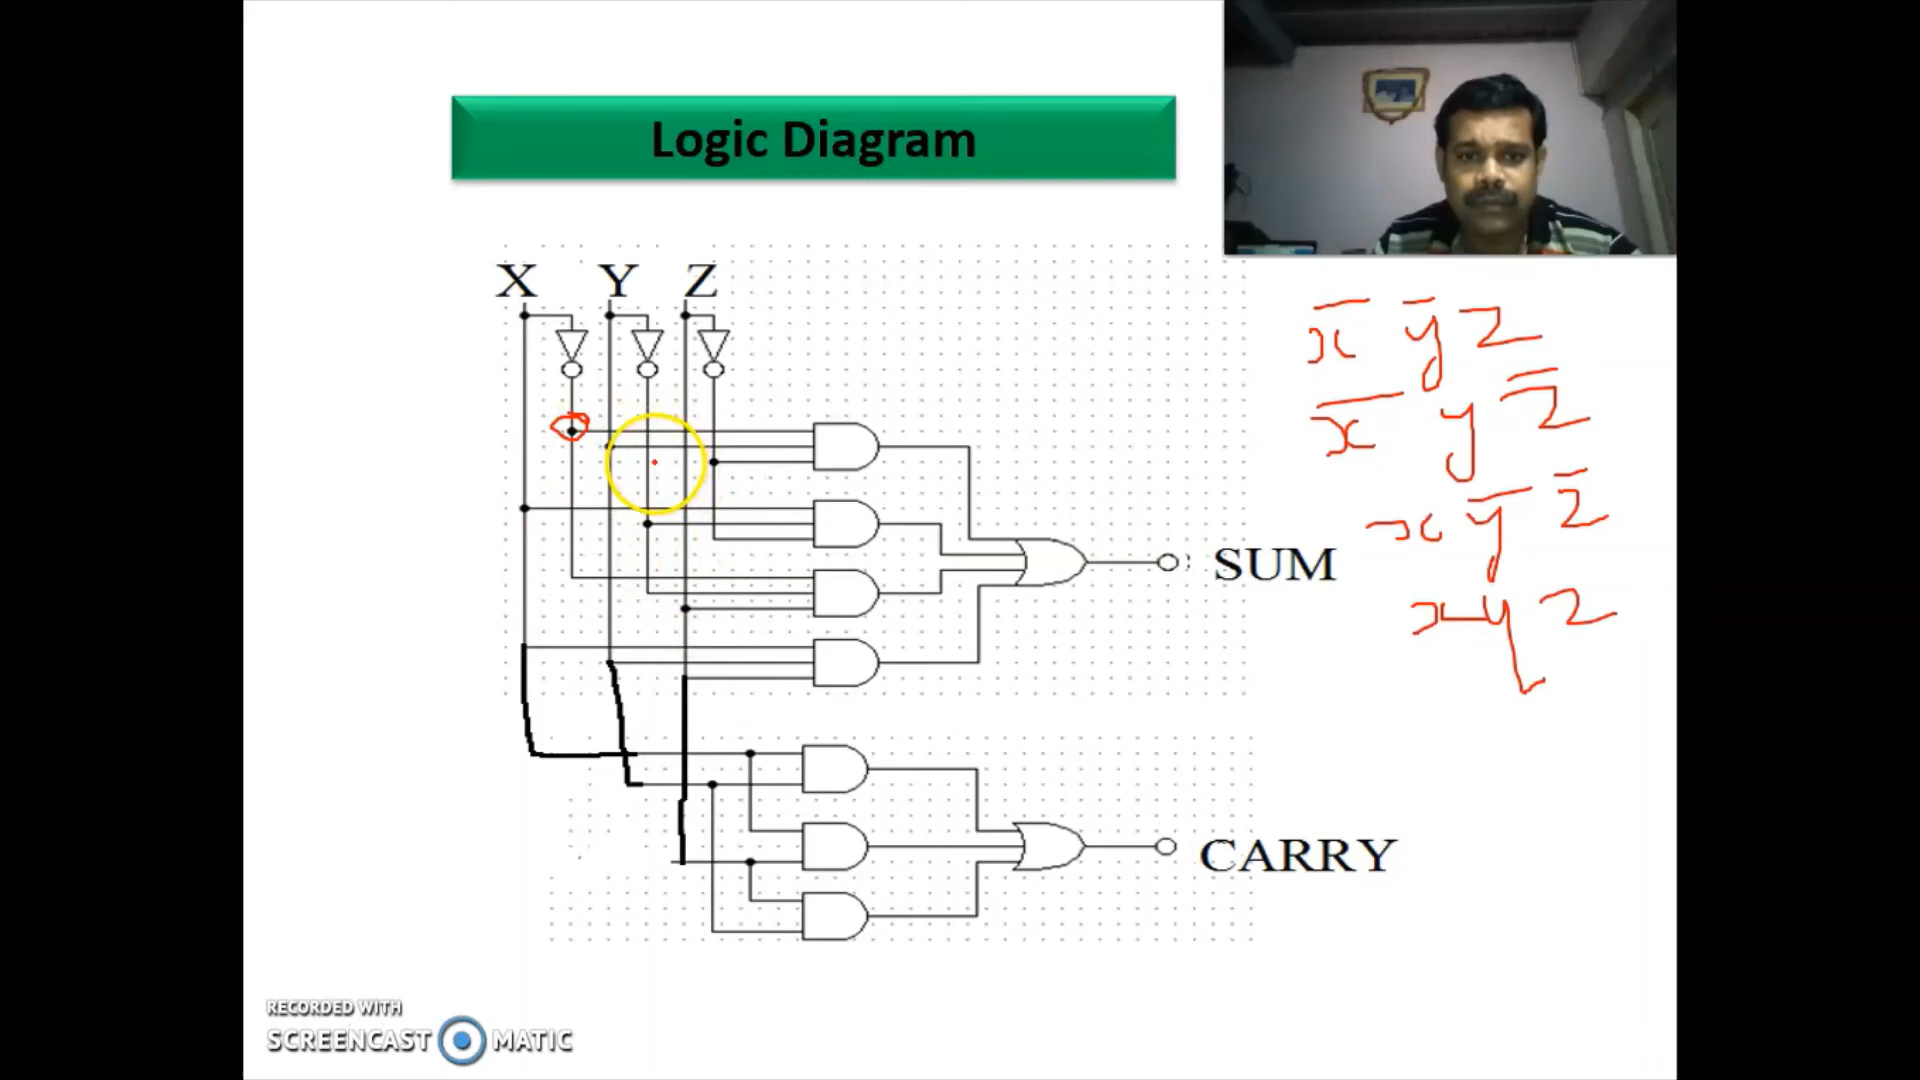 Logic Diagram
X Y Z
x̅ y̅ z
x̅ y z̅
x y̅ z̅
x y z
SUM
CARRY
RECORDED WITH
SCREENCAST MATIC